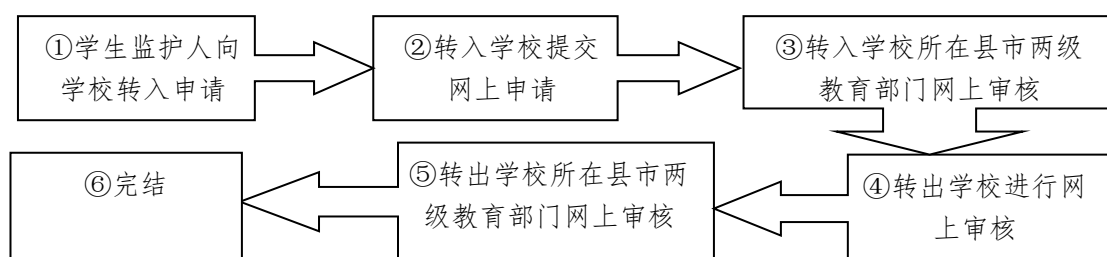 ①学生监护人向
学校转入申请
②转入学校提交
网上申请
③转入学校所在县市两级
教育部门网上审核
④转出学校进行网
上审核
⑤转出学校所在县市两
级教育部门网上审核
⑥完结